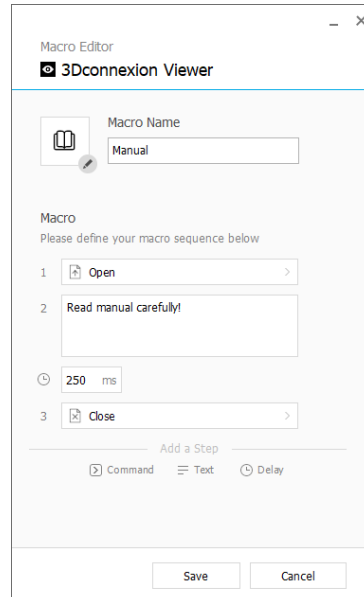 Macro Editor
3Dconnexion Viewer
Macro Name
Manual
Macro
Please define your macro sequence below
1 Open
2 Read manual carefully!
250 ms
3 Close
Add a Step
Command Text Delay
Save Cancel